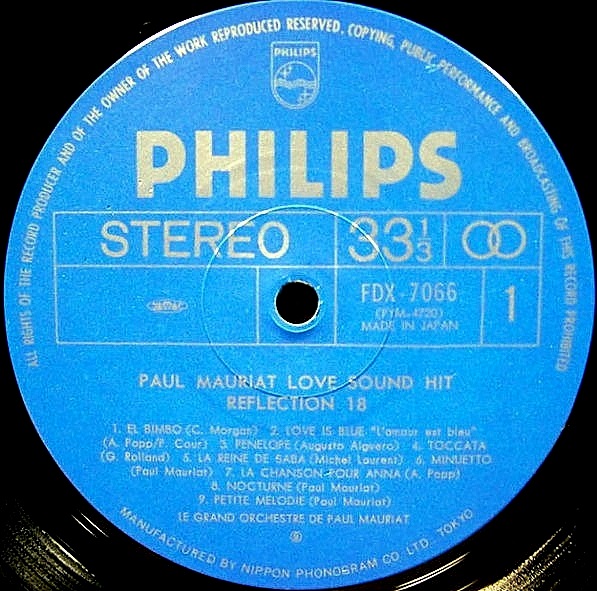 ALL RIGHTS OF THE RECORD PRODUCER AND OF THE OWNER OF THE WORK REPRODUCED RESERVED. COPYING, PUBLIC PERFORMANCE AND BROADCASTING OF THIS RECORD PROHIBITED
PHILIPS
PHILIPS
STEREO 33 1/3
FDX-7066 1
(PYM-4720)
MADE IN JAPAN
PAUL MAURIAT LOVE SOUND HIT
REFLECTION 18
1. EL BIMBO (C. Morgan) 2. LOVE IS BLUE "L'amour est bleu"
(A. Popp/P. Cour) 3. PENELOPE (Augusto Alguero) 4. TOCCATA
(G. Rolland) 5. LA REINE DE SABA (Michel Laurent) 6. MINUETTO
(Paul Mauriat) 7. LA CHANSON POUR ANNA (A. Popp)
8. NOCTURNE (Paul Mauriat)
9. PETITE MELODIE (Paul Mauriat)
LE GRAND ORCHESTRE DE PAUL MAURIAT
℗
MANUFACTURED BY NIPPON PHONOGRAM CO. LTD. TOKYO